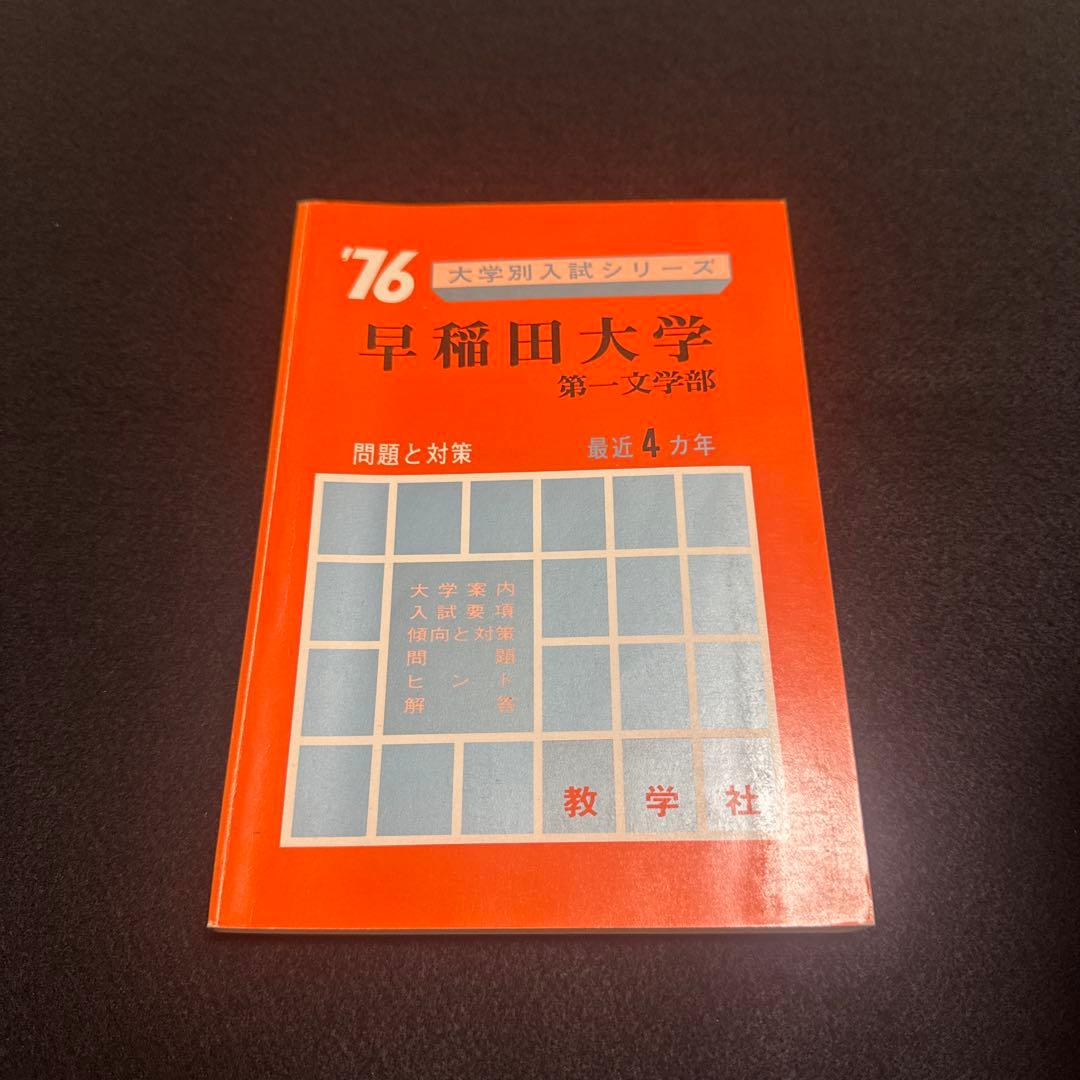 '76 大学別入試シリーズ
早稲田大学
第一文学部
問題と対策 最近4カ年
大学案内
入試要項
傾向と対策
問題
ヒント
解答
教学社